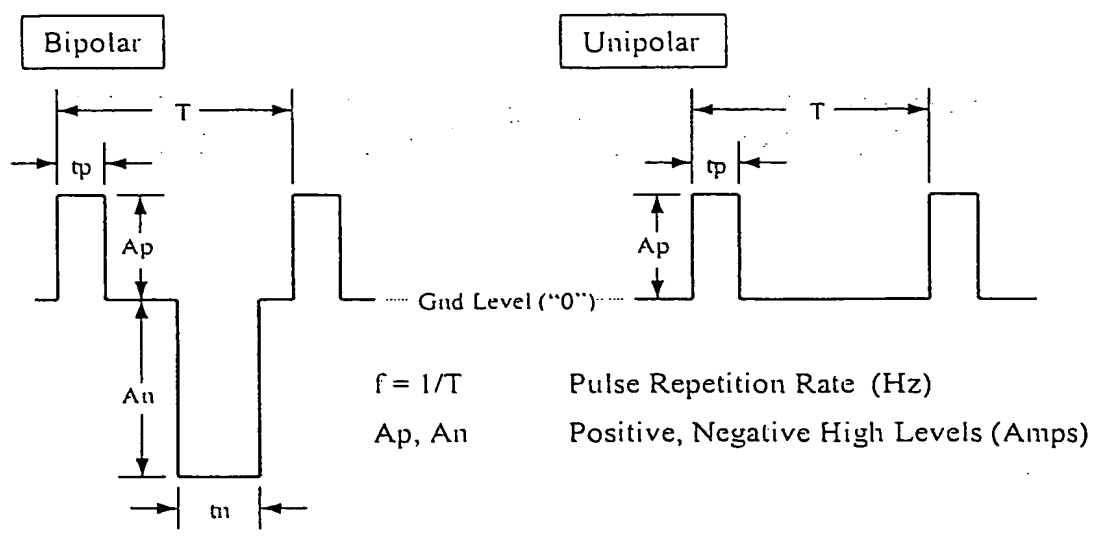 Bipolar
Unipolar
T
T
tp
tp
Ap
Ap
Gnd Level ("0")
An
f = 1/T Pulse Repetition Rate (Hz)
Ap, An Positive, Negative High Levels (Amps)
tn